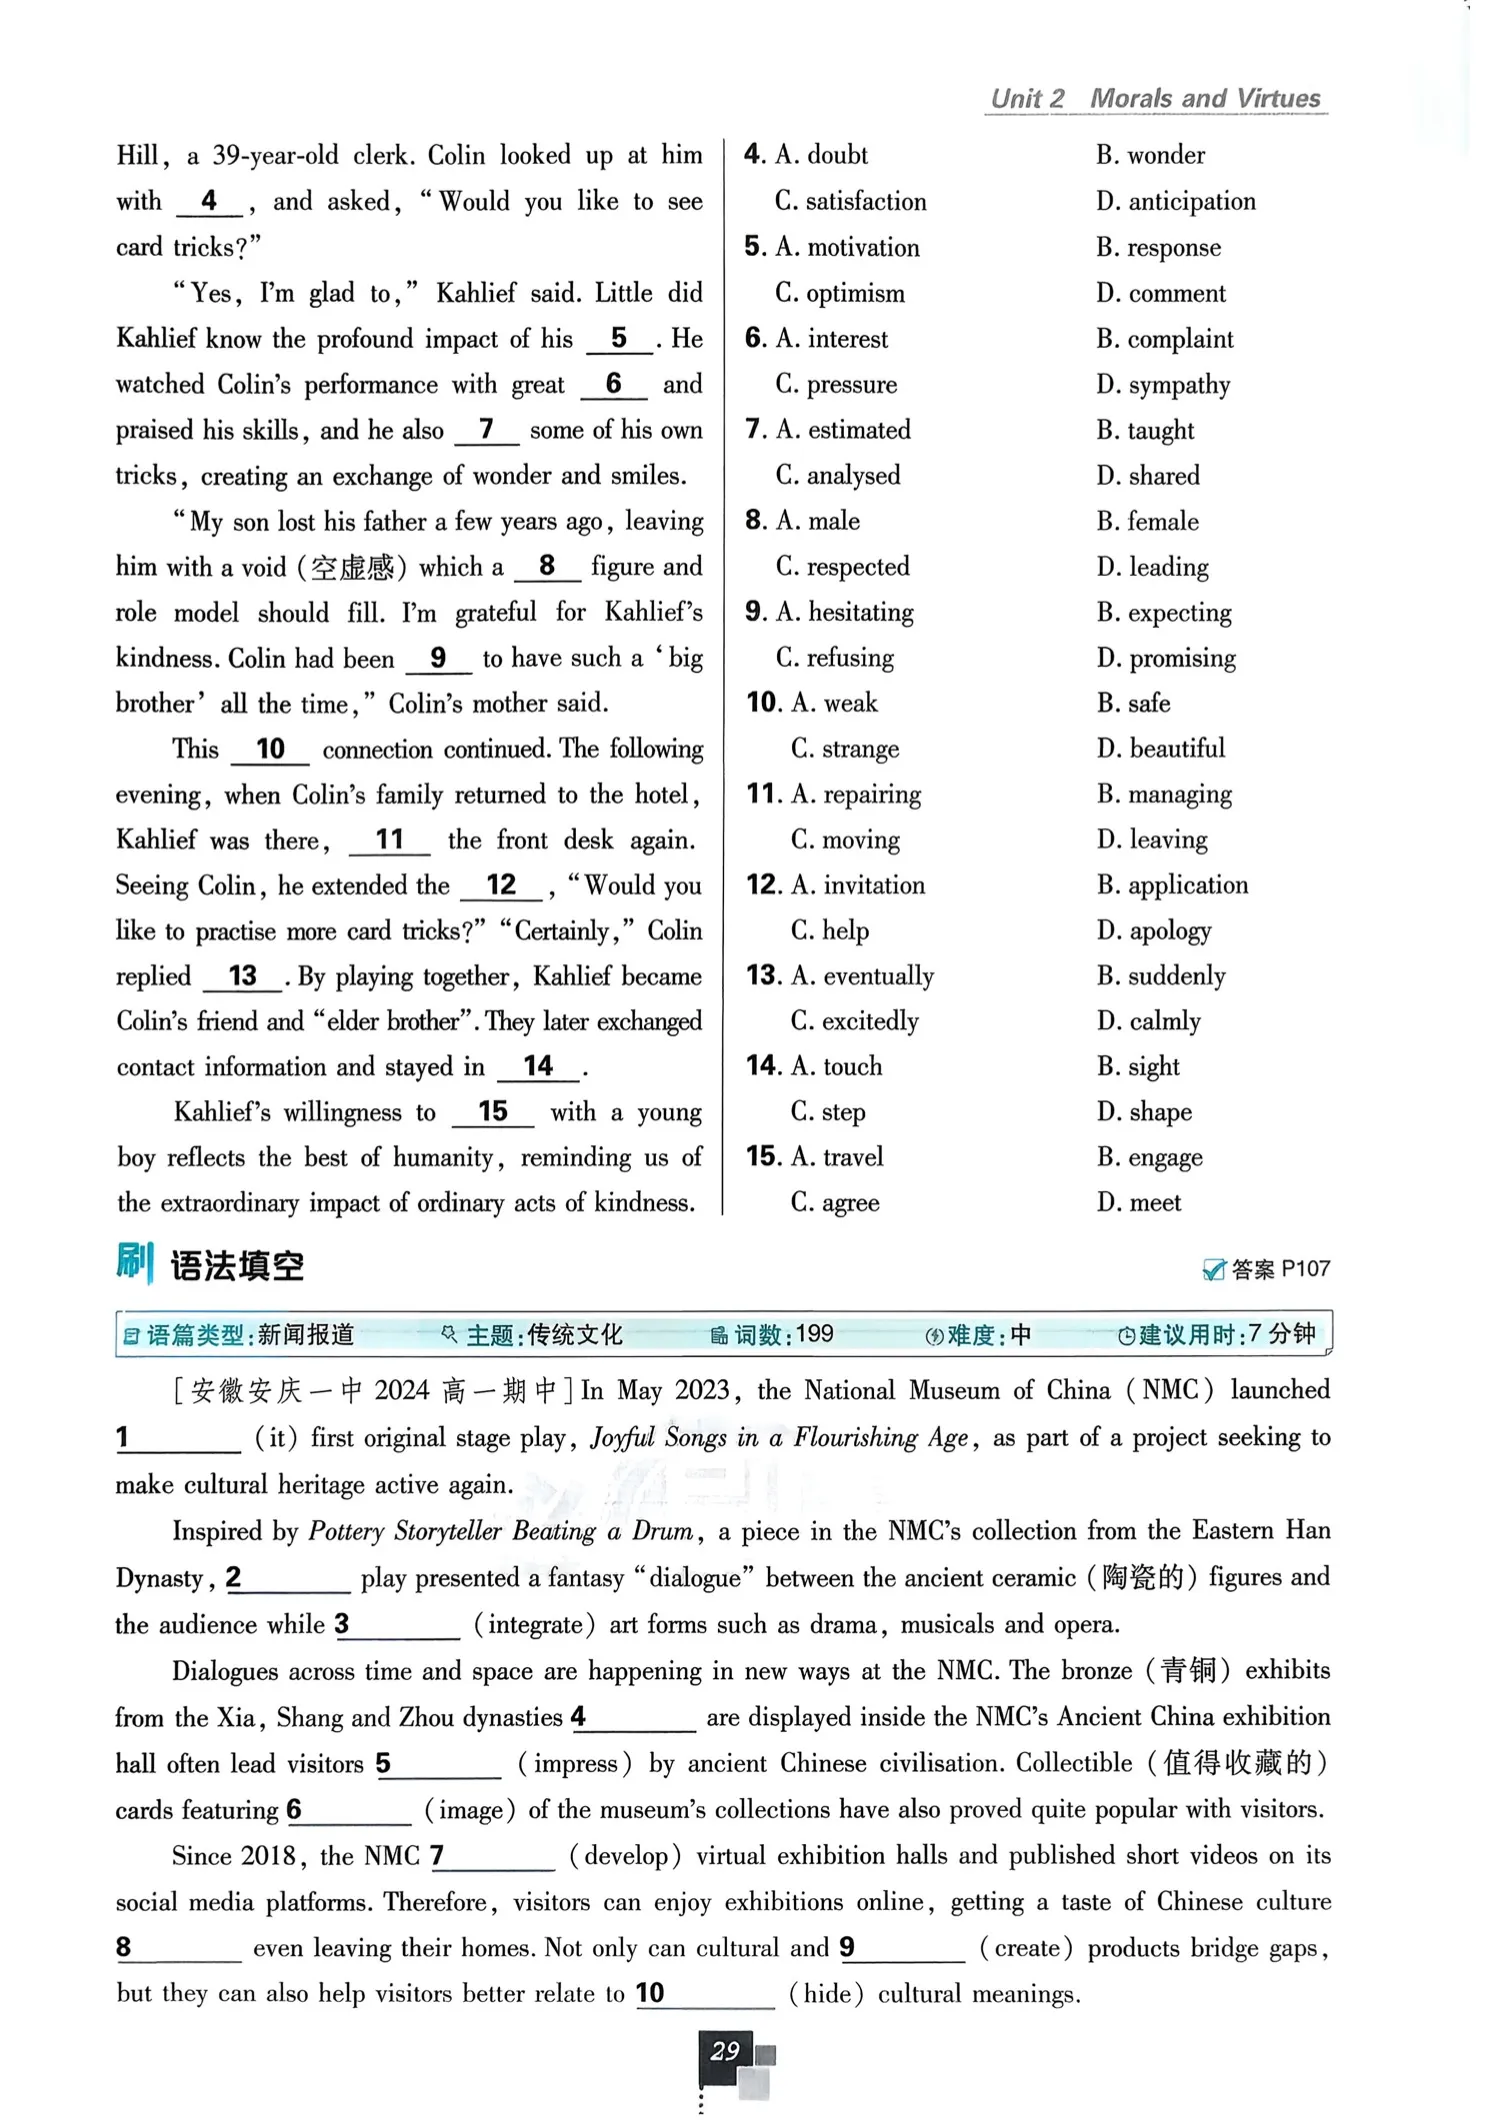 Unit 2 Morals and Virtues
Hill, a 39-year-old clerk. Colin looked up at him
with 4 , and asked, “Would you like to see
card tricks?”
“Yes, I’m glad to,” Kahlief said. Little did
Kahlief know the profound impact of his 5 . He
watched Colin’s performance with great 6 and
praised his skills, and he also 7 some of his own
tricks, creating an exchange of wonder and smiles.
“My son lost his father a few years ago, leaving
him with a void (空虚感) which a 8 figure and
role model should fill. I’m grateful for Kahlief’s
kindness. Colin had been 9 to have such a ‘big
brother’ all the time,” Colin’s mother said.
This 10 connection continued. The following
evening, when Colin’s family returned to the hotel,
Kahlief was there, 11 the front desk again.
Seeing Colin, he extended the 12 , “Would you
like to practise more card tricks?” “Certainly,” Colin
replied 13 . By playing together, Kahlief became
Colin’s friend and “elder brother”. They later exchanged
contact information and stayed in 14 .
Kahlief’s willingness to 15 with a young
boy reflects the best of humanity, reminding us of
the extraordinary impact of ordinary acts of kindness.
4. A. doubt B. wonder
C. satisfaction D. anticipation
5. A. motivation B. response
C. optimism D. comment
6. A. interest B. complaint
C. pressure D. sympathy
7. A. estimated B. taught
C. analysed D. shared
8. A. male B. female
C. respected D. leading
9. A. hesitating B. expecting
C. refusing D. promising
10. A. weak B. safe
C. strange D. beautiful
11. A. repairing B. managing
C. moving D. leaving
12. A. invitation B. application
C. help D. apology
13. A. eventually B. suddenly
C. excitedly D. calmly
14. A. touch B. sight
C. step D. shape
15. A. travel B. engage
C. agree D. meet
刷 语法填空 答案 P107
语篇类型:新闻报道 主题:传统文化 词数:199 难度:中 建议用时:7 分钟
[安徽安庆一中 2024 高一期中] In May 2023, the National Museum of China (NMC) launched
1 (it) first original stage play, Joyful Songs in a Flourishing Age, as part of a project seeking to
make cultural heritage active again.
Inspired by Pottery Storyteller Beating a Drum, a piece in the NMC’s collection from the Eastern Han
Dynasty, 2 play presented a fantasy “dialogue” between the ancient ceramic (陶瓷的) figures and
the audience while 3 (integrate) art forms such as drama, musicals and opera.
Dialogues across time and space are happening in new ways at the NMC. The bronze (青铜) exhibits
from the Xia, Shang and Zhou dynasties 4 are displayed inside the NMC’s Ancient China exhibition
hall often lead visitors 5 (impress) by ancient Chinese civilisation. Collectible (值得收藏的)
cards featuring 6 (image) of the museum’s collections have also proved quite popular with visitors.
Since 2018, the NMC 7 (develop) virtual exhibition halls and published short videos on its
social media platforms. Therefore, visitors can enjoy exhibitions online, getting a taste of Chinese culture
8 even leaving their homes. Not only can cultural and 9 (create) products bridge gaps,
but they can also help visitors better relate to 10 (hide) cultural meanings.
29